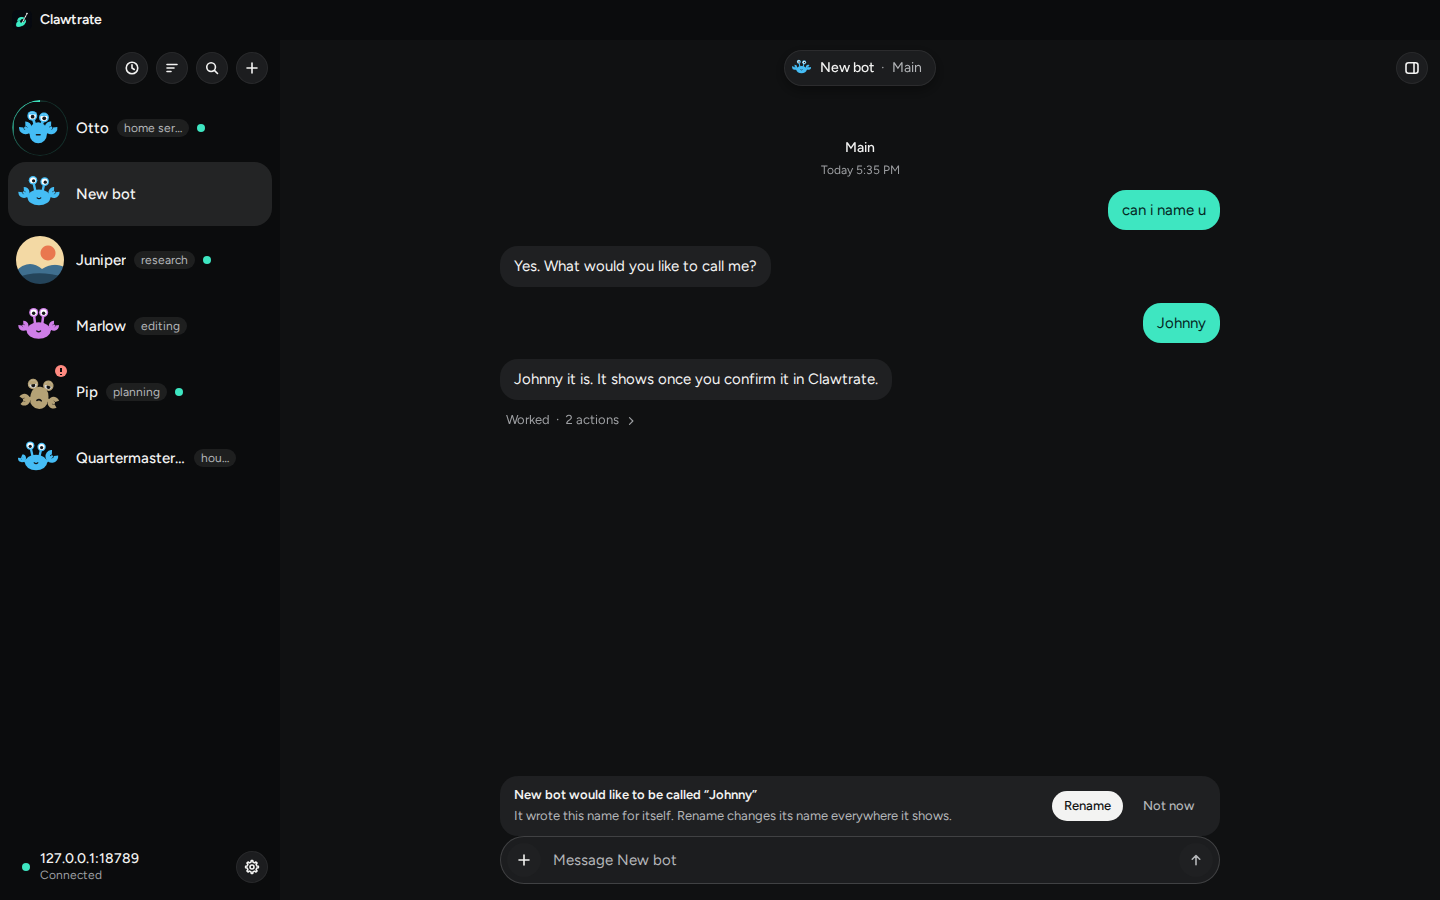 Clawtrate
New bot · Main
Otto home ser...
New bot
Juniper research
Marlow editing
Pip planning
Quartermaster... hou...
127.0.0.1:18789
Connected
Main
Today 5:35 PM
can i name u
Yes. What would you like to call me?
Johnny
Johnny it is. It shows once you confirm it in Clawtrate.
Worked · 2 actions
New bot would like to be called “Johnny”
It wrote this name for itself. Rename changes its name everywhere it shows.
Rename
Not now
Message New bot